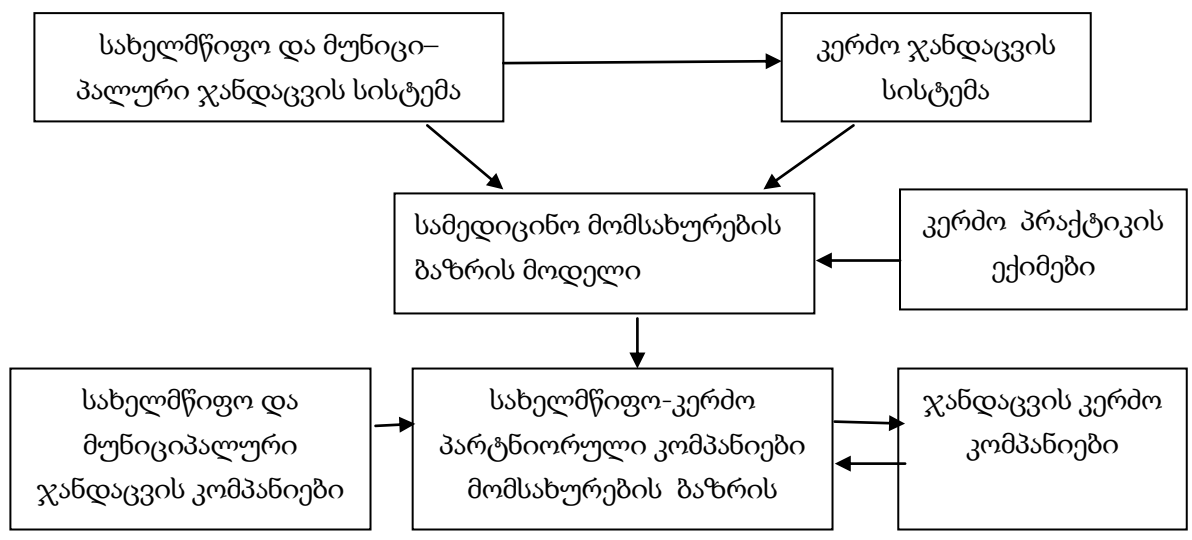 სახელმწიფო და მუნიცი–
პალური ჯანდაცვის სისტემა
კერძო ჯანდაცვის
სისტემა
სამედიცინო მომსახურების
ბაზრის მოდელი
კერძო პრაქტიკის
ექიმები
სახელმწიფო და
მუნიციპალური
ჯანდაცვის კომპანიები
სახელმწიფო-კერძო
პარტნიორული კომპანიები
მომსახურების ბაზრის
ჯანდაცვის კერძო
კომპანიები